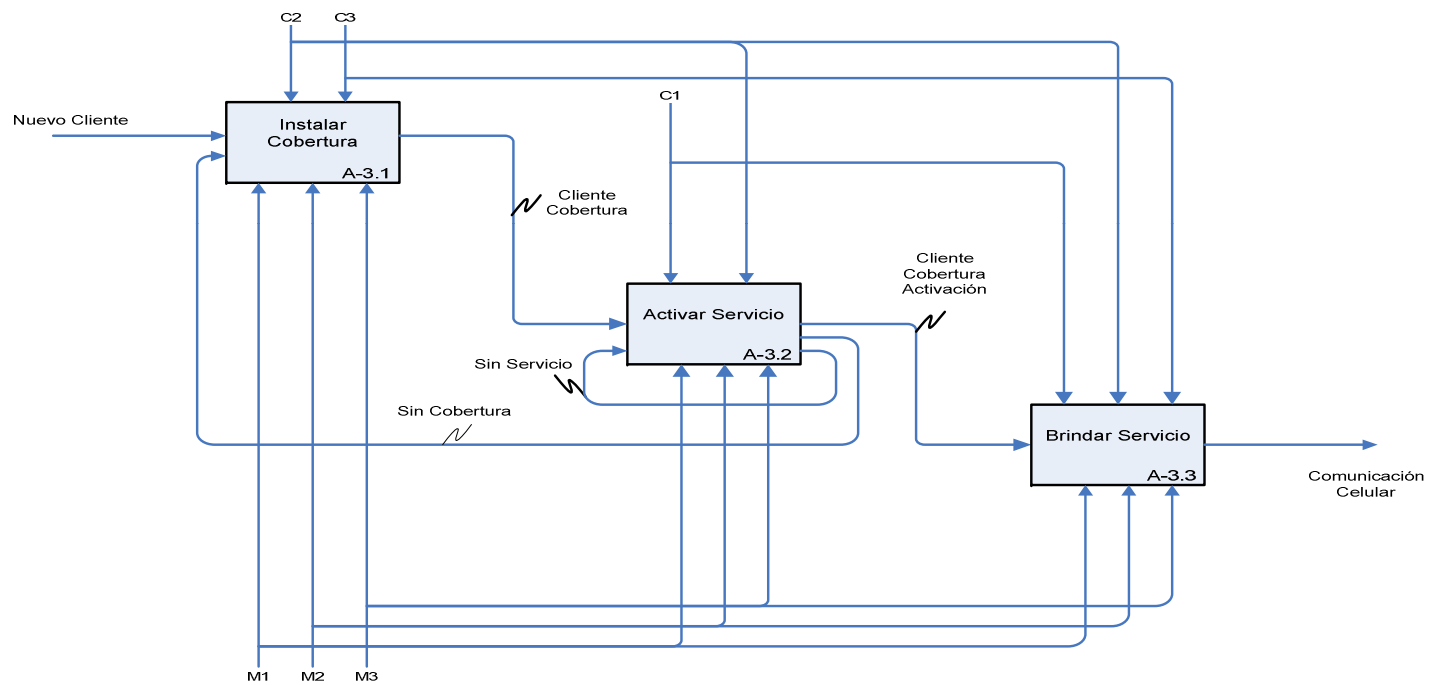 C2
C3
Nuevo Cliente
Instalar
Cobertura
A-3.1
C1
Cliente
Cobertura
Cliente
Cobertura
Activación
Activar Servicio
A-3.2
Sin Servicio
Sin Cobertura
Brindar Servicio
A-3.3
Comunicación
Celular
M1
M2
M3